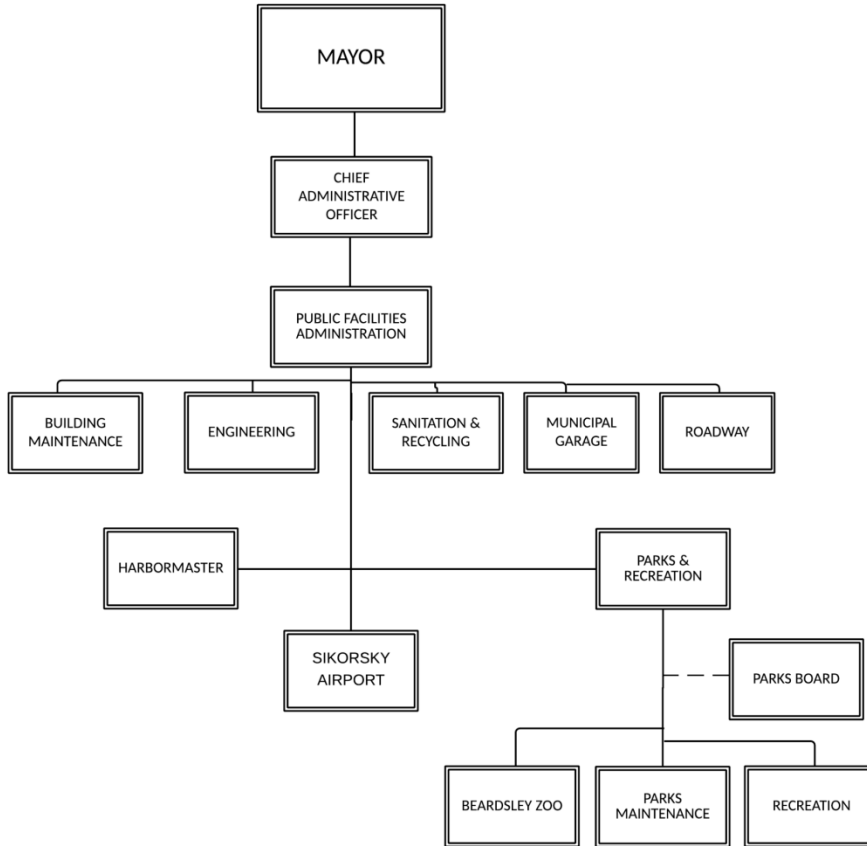 MAYOR
CHIEF
ADMINISTRATIVE
OFFICER
PUBLIC FACILITIES
ADMINISTRATION
BUILDING
MAINTENANCE
ENGINEERING
SANITATION &
RECYCLING
MUNICIPAL
GARAGE
ROADWAY
HARBORMASTER
PARKS &
RECREATION
SIKORSKY
AIRPORT
PARKS BOARD
BEARDSLEY ZOO
PARKS
MAINTENANCE
RECREATION